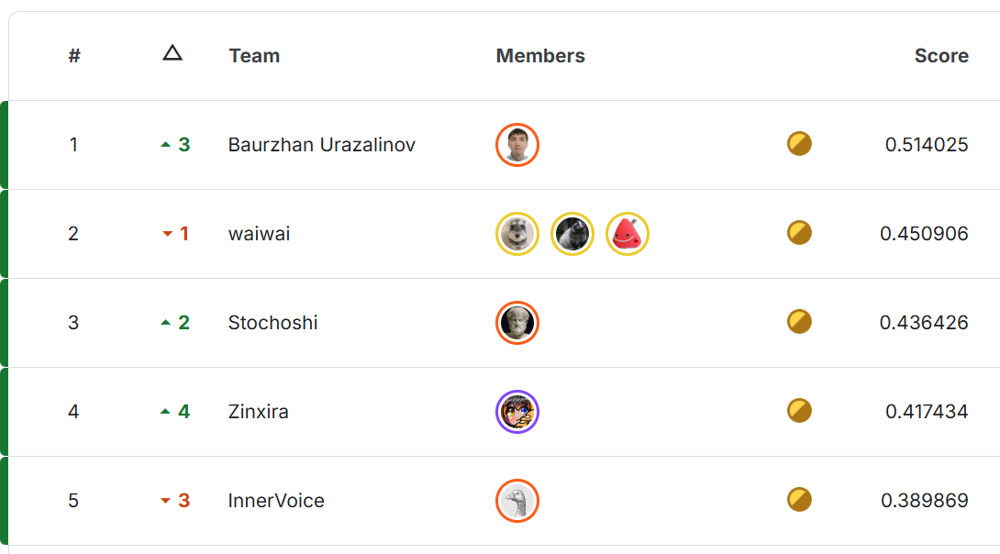 # △ Team Members Score
1 ▲ 3 Baurzhan Urazalinov 0.514025
2 ▼ 1 waiwai 0.450906
3 ▲ 2 Stochoshi 0.436426
4 ▲ 4 Zinxira 0.417434
5 ▼ 3 InnerVoice 0.389869